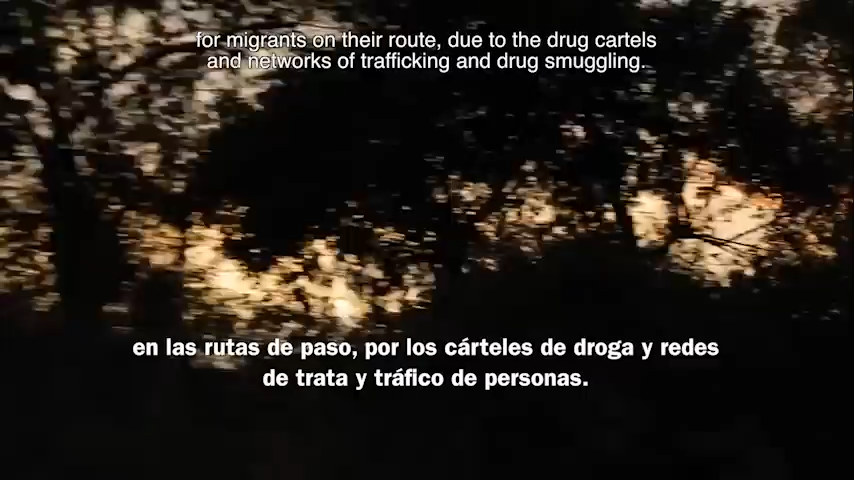 for migrants on their route, due to the drug cartels
and networks of trafficking and drug smuggling.
en las rutas de paso, por los cárteles de droga y redes
de trata y tráfico de personas.